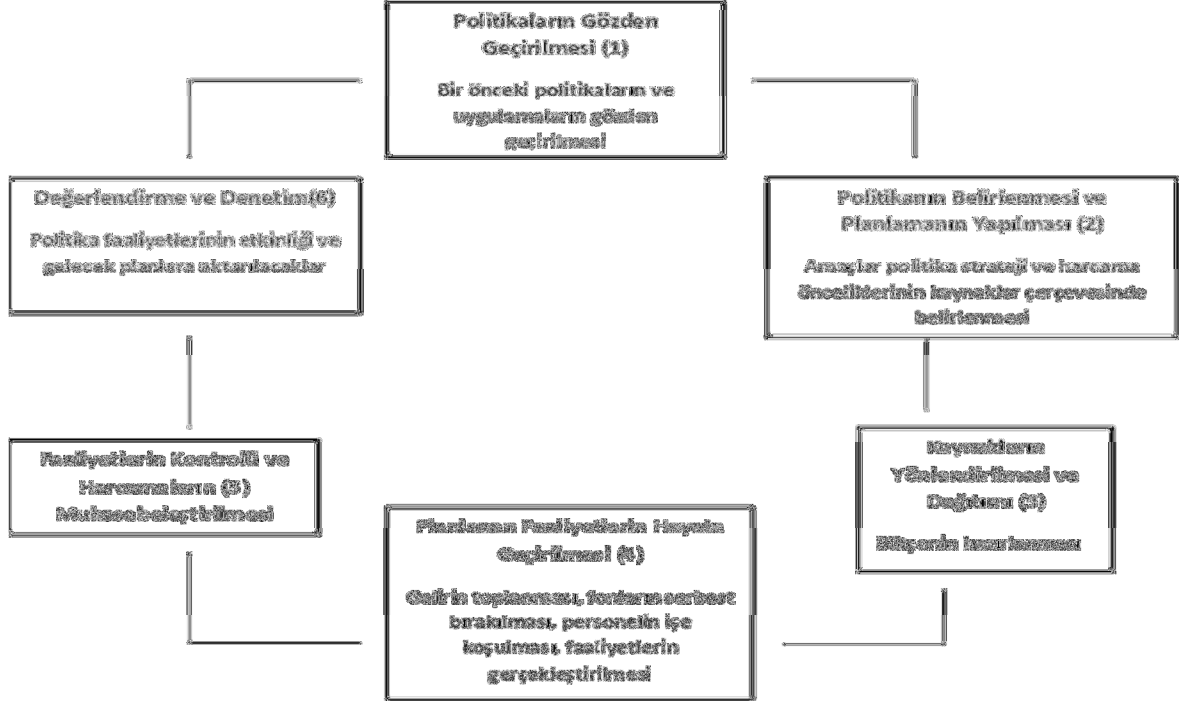 Politikaların Gözden
Geçirilmesi (1)
Bir önceki politikaların ve
uygulamaların gözden
geçirilmesi
Politikanın Belirlenmesi ve
Planlamanın Yapılması (2)
Amaçlar politika strateji ve harcama
önceliklerinin kaynaklar çerçevesinde
belirlenmesi
Kaynakların
Yönlendirilmesi ve
Dağıtımı (3)
Bütçenin hazırlanması
Planlanan Faaliyetlerin Hayata
Geçirilmesi (4)
Gelirin toplanması, fonların serbest
bırakılması, personelin işe
koşulması, faaliyetlerin
gerçekleştirilmesi
Faaliyetlerin Kontrolü ve
Harcamaların (5)
Muhasebeleştirilmesi
Değerlendirme ve Denetim(6)
Politika faaliyetlerinin etkinliği ve
gelecek planlara aktarılacaklar